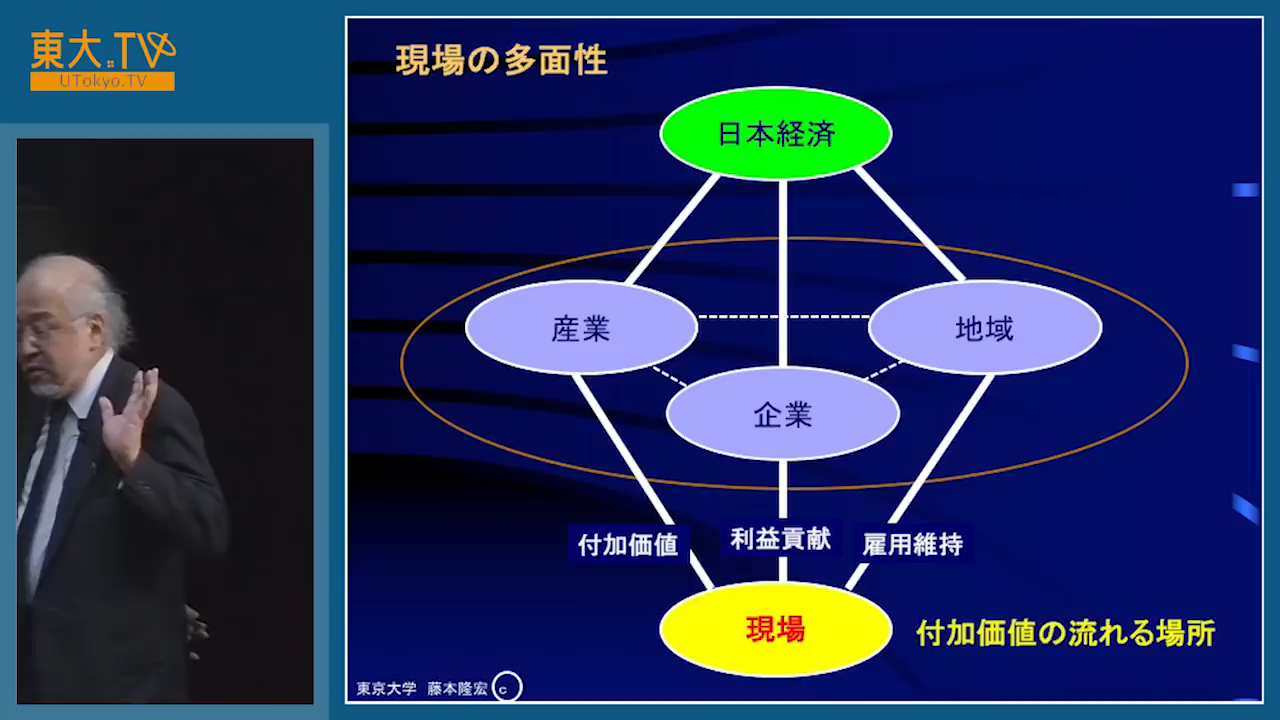 東大.TV
UTokyo.TV
現場の多面性
日本経済
産業
地域
企業
付加価値
利益貢献
雇用維持
現場
付加価値の流れる場所
東京大学 藤本隆宏 c